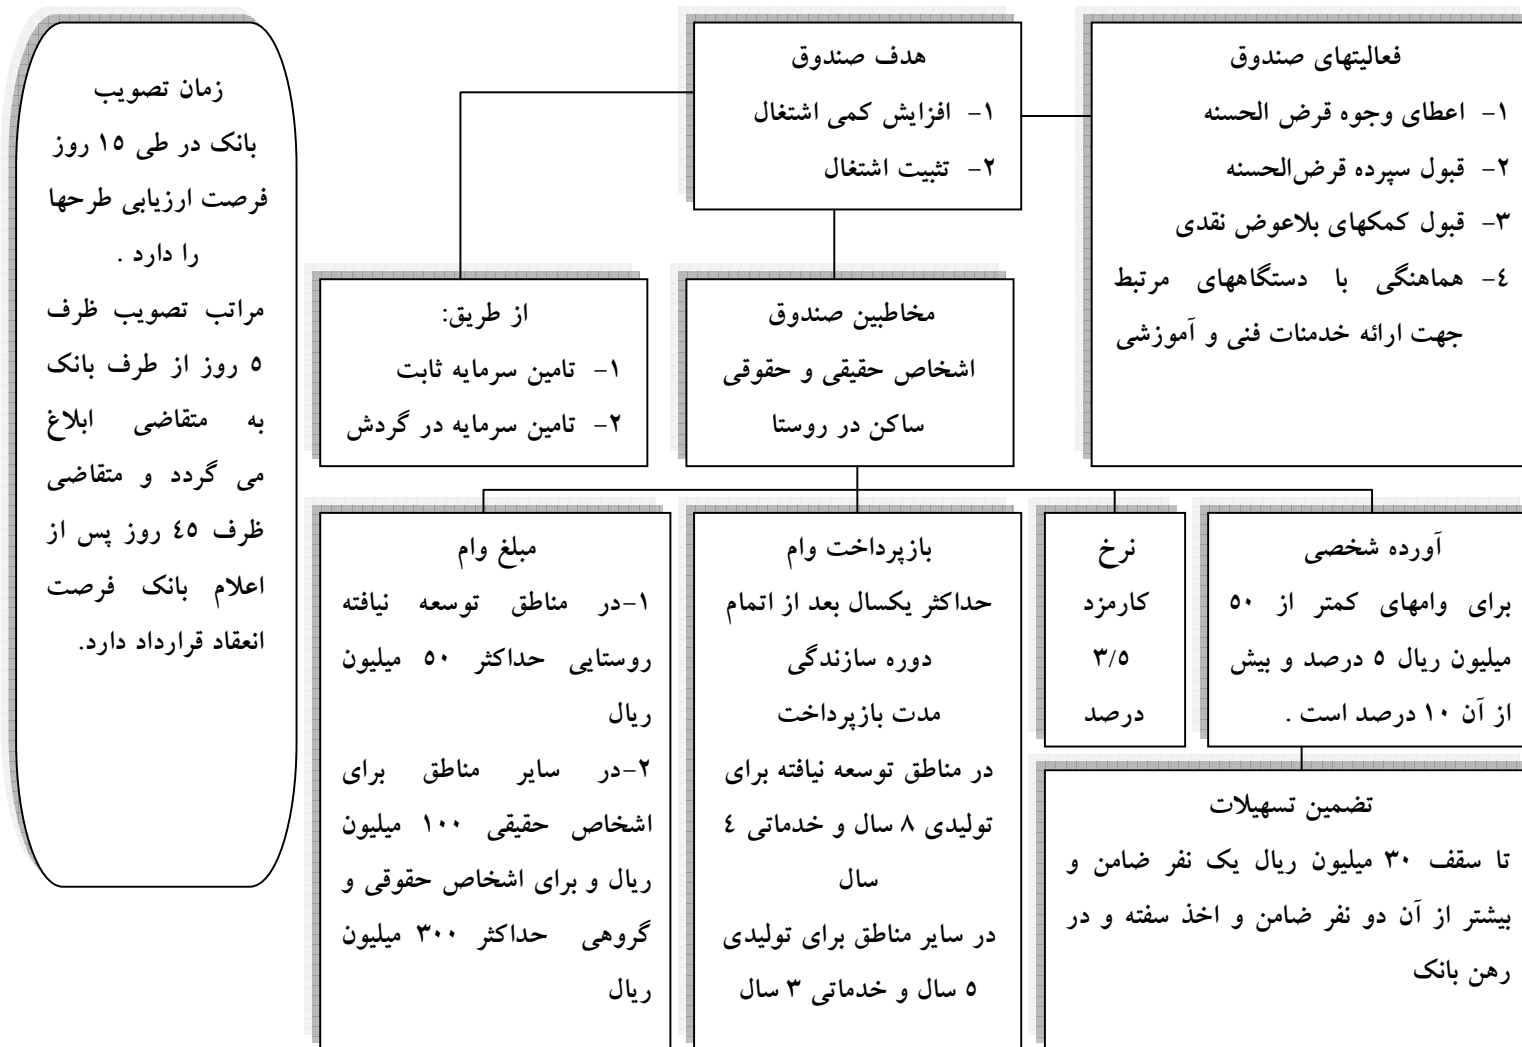 فعالیتهای صندوق
۱- اعطای وجوه قرض الحسنه
۲- قبول سپرده قرض‌الحسنه
۳- قبول کمکهای بلاعوض نقدی
٤- هماهنگی با دستگاههای مرتبط
جهت ارائه خدمنات فنی و آموزشی
هدف صندوق
۱- افزایش کمی اشتغال
۲- تثبیت اشتغال
زمان تصویب
بانک در طی ۱٥ روز
فرصت ارزیابی طرحها
را دارد .
مراتب تصویب ظرف
٥ روز از طرف بانک
به متقاضی ابلاغ
می گردد و متقاضی
ظرف ٤٥ روز پس از
اعلام بانک فرصت
انعقاد قرارداد دارد.
مخاطبین صندوق
اشخاص حقیقی و حقوقی
ساکن در روستا
از طریق:
۱- تامین سرمایه ثابت
۲- تامین سرمایه در گردش
آورده شخصی
برای وامهای کمتر از ٥۰
میلیون ریال ٥ درصد و بیش
از آن ۱۰ درصد است .
نرخ
کارمزد
۳/٥
درصد
بازپرداخت وام
حداکثر یکسال بعد از اتمام
دوره سازندگی
مدت بازپرداخت
در مناطق توسعه نیافته برای
تولیدی ۸ سال و خدماتی ٤
سال
در سایر مناطق برای تولیدی
٥ سال و خدماتی ۳ سال
مبلغ وام
۱-در مناطق توسعه نیافته
روستایی حداکثر ٥۰ میلیون
ریال
۲-در سایر مناطق برای
اشخاص حقیقی ۱۰۰ میلیون
ریال و برای اشخاص حقوقی و
گروهی حداکثر ۳۰۰ میلیون
ریال
تضمین تسهیلات
تا سقف ۳۰ میلیون ریال یک نفر ضامن و
بیشتر از آن دو نفر ضامن و اخذ سفته و در
رهن بانک